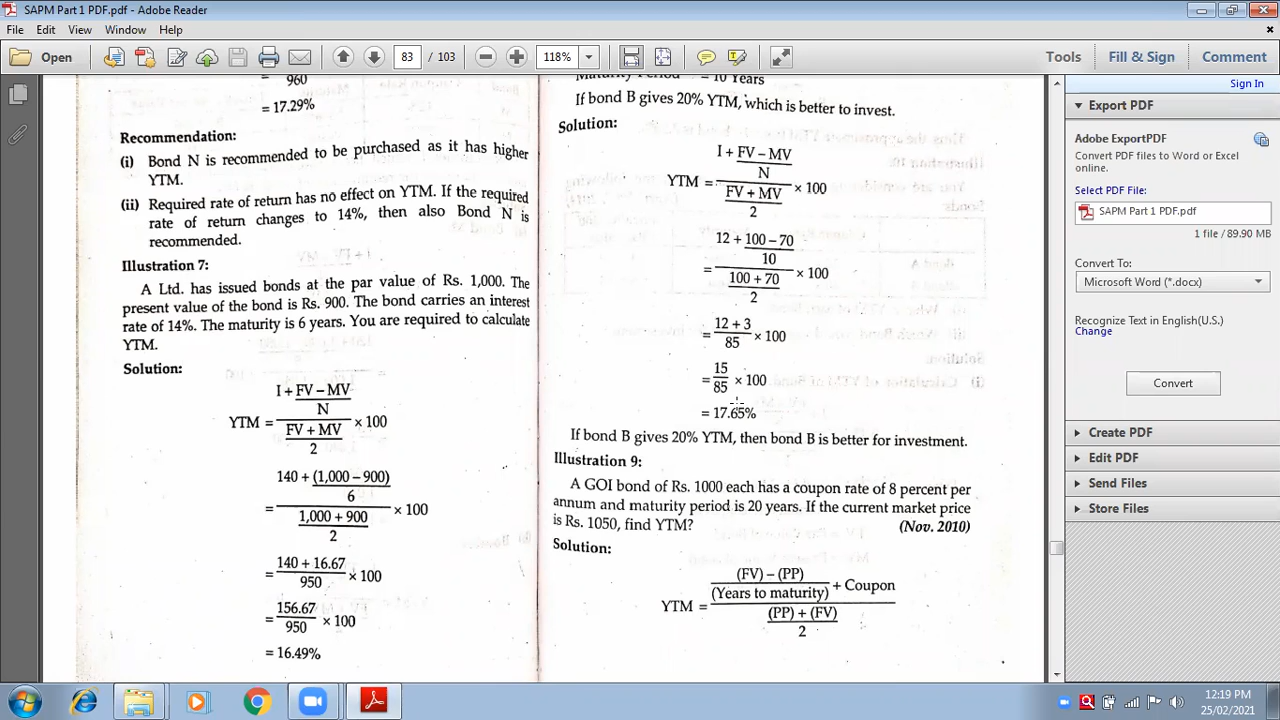 SAPM Part 1 PDF.pdf - Adobe Reader
File Edit View Window Help
Open 83 / 103 118% Tools Fill & Sign Comment
960
= 17.29%
Recommendation:
(i) Bond N is recommended to be purchased as it has higher
YTM.
(ii) Required rate of return has no effect on YTM. If the required
rate of return changes to 14%, then also Bond N is
recommended.
Illustration 7:
A Ltd. has issued bonds at the par value of Rs. 1,000. The
present value of the bond is Rs. 900. The bond carries an interest
rate of 14%. The maturity is 6 years. You are required to calculate
YTM.
Solution:
I + FV – MV
N
YTM = × 100
FV + MV
2
140 + (1,000 – 900)
6
= × 100
1,000 + 900
2
140 + 16.67
= × 100
950
156.67
= × 100
950
= 16.49%
Maturity Period = 10 Years
If bond B gives 20% YTM, which is better to invest.
Solution:
I + FV – MV
N
YTM = × 100
FV + MV
2
12 + 100 – 70
10
= × 100
100 + 70
2
12 + 3
= × 100
85
15
= × 100
85
= 17.65%
If bond B gives 20% YTM, then bond B is better for investment.
Illustration 9:
A GOI bond of Rs. 1000 each has a coupon rate of 8 percent per
annum and maturity period is 20 years. If the current market price
is Rs. 1050, find YTM? (Nov. 2010)
Solution:
(FV) – (PP)
(Years to maturity) + Coupon
YTM =
(PP) + (FV)
2
Sign In
Export PDF
Adobe ExportPDF
Convert PDF files to Word or Excel
online.
Select PDF File:
SAPM Part 1 PDF.pdf
1 file / 89.90 MB
Convert To:
Microsoft Word (*.docx)
Recognize Text in English(U.S.)
Change
Convert
Create PDF
Edit PDF
Send Files
Store Files
12:19 PM
25/02/2021